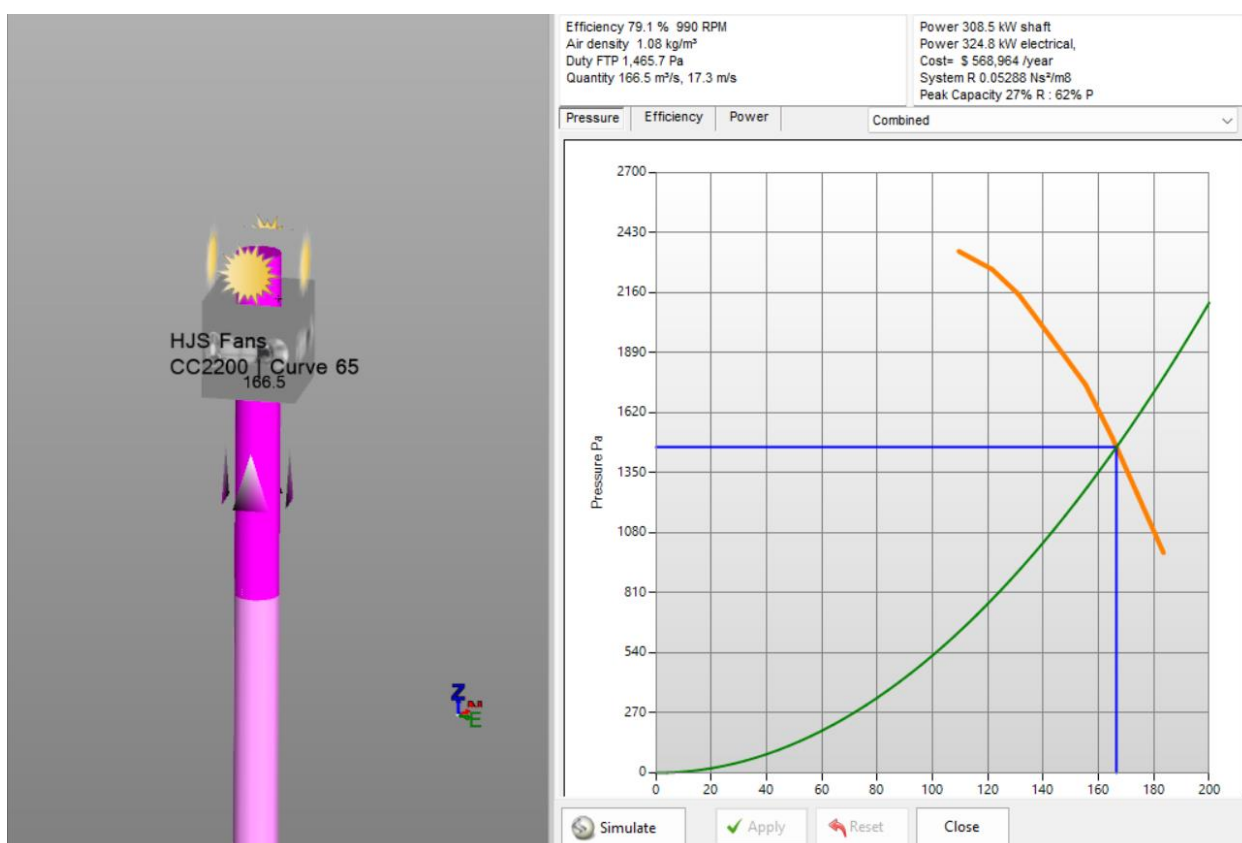 HJS Fans
CC2200 | Curve 65
166.5
Z
E
Efficiency 79.1 %  990 RPM
Air density  1.08 kg/m³
Duty FTP 1,465.7 Pa
Quantity 166.5 m³/s, 17.3 m/s
Power 308.5 kW shaft
Power 324.8 kW electrical,
Cost=  $ 568,964 /year
System R 0.05288 Ns²/m8
Peak Capacity 27% R : 62% P
Pressure
Efficiency
Power
Combined
2700
2430
2160
1890
1620
1350
1080
810
540
270
0
Pressure Pa
0 20 40 60 80 100 120 140 160 180 200
Simulate
Apply
Reset
Close